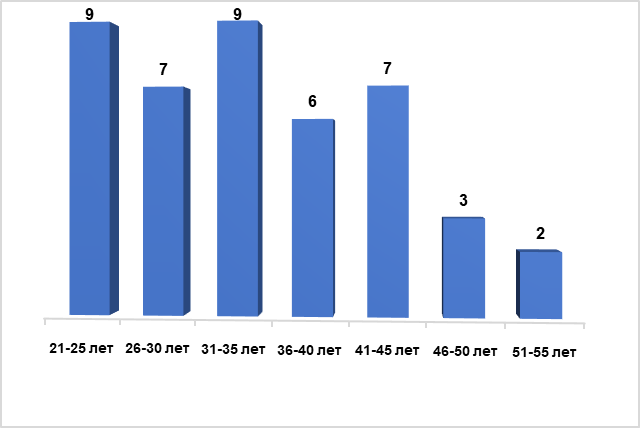 9
7
9
6
7
3
2
21-25 лет
26-30 лет
31-35 лет
36-40 лет
41-45 лет
46-50 лет
51-55 лет